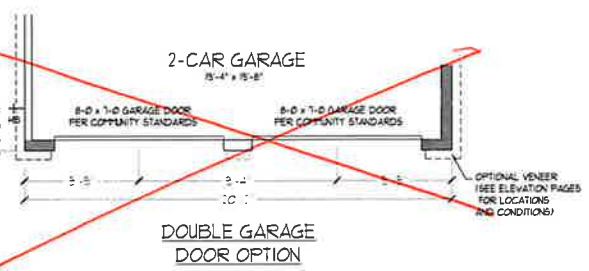 2-CAR GARAGE
8-0 x 7-0 GARAGE DOOR
PER COMMUNITY STANDARDS
8-0 x 7-0 GARAGE DOOR
PER COMMUNITY STANDARDS
OPTIONAL VENEER
(SEE ELEVATION PAGES
FOR LOCATIONS
AND CONDITIONS)
DOUBLE GARAGE
DOOR OPTION